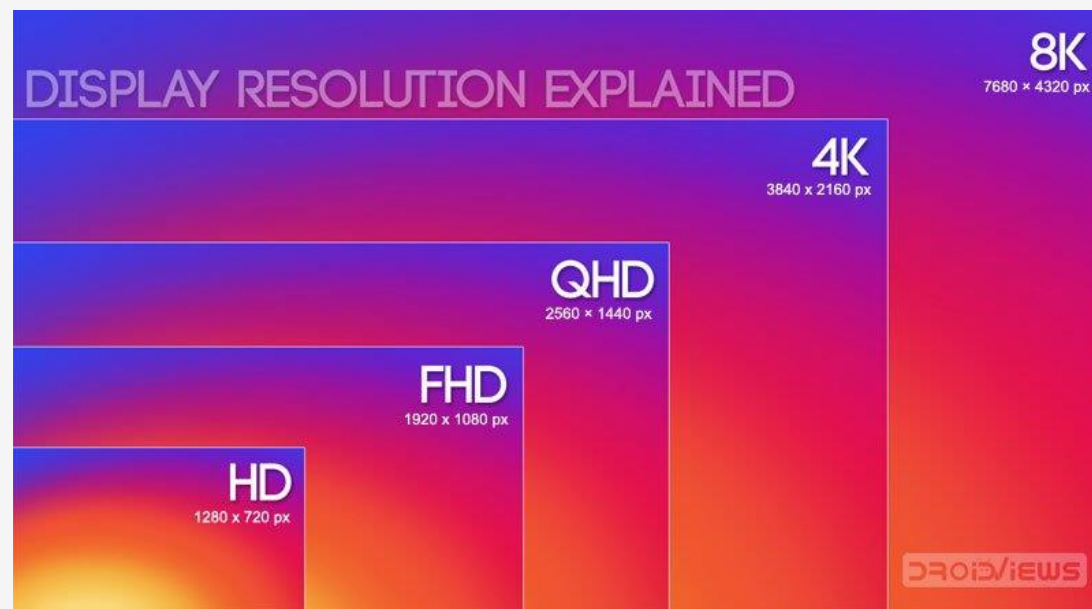 8K
7680 × 4320 px
DISPLAY RESOLUTION EXPLAINED
4K
3840 x 2160 px
QHD
2560 × 1440 px
FHD
1920 x 1080 px
HD
1280 x 720 px
DROIDVIEWS